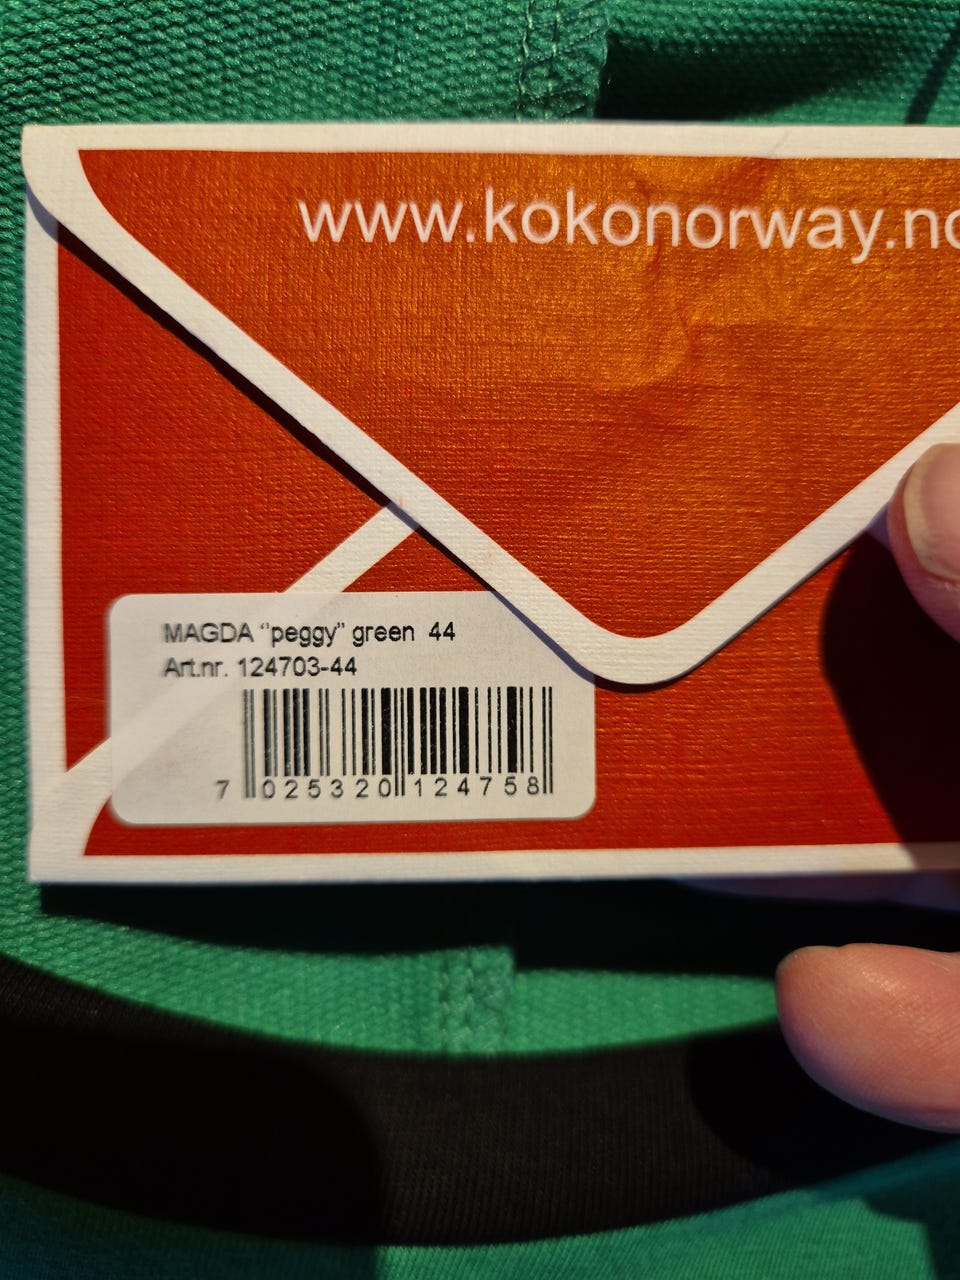 www.kokonorway.no
MAGDA “peggy” green 44
Art.nr. 124703-44
7 025320 124758